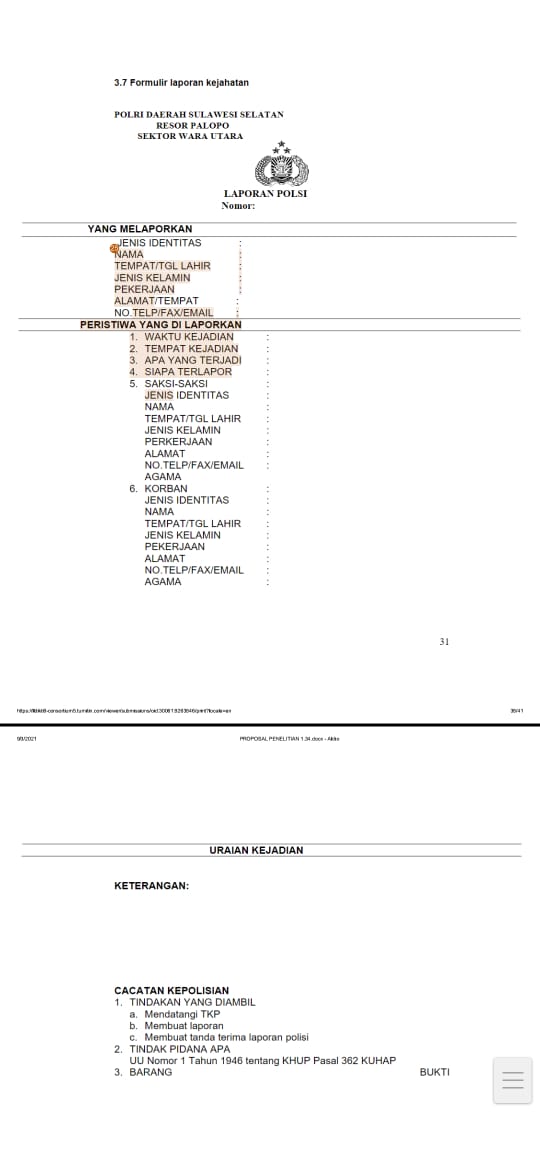 3.7 Formulir laporan kejahatan
POLRI DAERAH SULAWESI SELATAN
RESOR PALOPO
SEKTOR WARA UTARA
LAPORAN POLSI
Nomor:
YANG MELAPORKAN
JENIS IDENTITAS :
NAMA :
TEMPAT/TGL LAHIR :
JENIS KELAMIN :
PEKERJAAN :
ALAMAT/TEMPAT :
NO.TELP/FAX/EMAIL :
PERISTIWA YANG DI LAPORKAN
1. WAKTU KEJADIAN :
2. TEMPAT KEJADIAN :
3. APA YANG TERJADI :
4. SIAPA TERLAPOR :
5. SAKSI-SAKSI :
JENIS IDENTITAS :
NAMA :
TEMPAT/TGL LAHIR :
JENIS KELAMIN :
PERKERJAAN :
ALAMAT :
NO.TELP/FAX/EMAIL :
AGAMA
6. KORBAN :
JENIS IDENTITAS :
NAMA :
TEMPAT/TGL LAHIR :
JENIS KELAMIN :
PEKERJAAN :
ALAMAT :
NO.TELP/FAX/EMAIL :
AGAMA :
31
36/41
9/8/2021 PROPOSAL PENELITIAN 1.34.docx - Akibo
URAIAN KEJADIAN
KETERANGAN:
CACATAN KEPOLISIAN
1. TINDAKAN YANG DIAMBIL
a. Mendatangi TKP
b. Membuat laporan
c. Membuat tanda terima laporan polisi
2. TINDAK PIDANA APA
UU Nomor 1 Tahun 1946 tentang KHUP Pasal 362 KUHAP
3. BARANG BUKTI